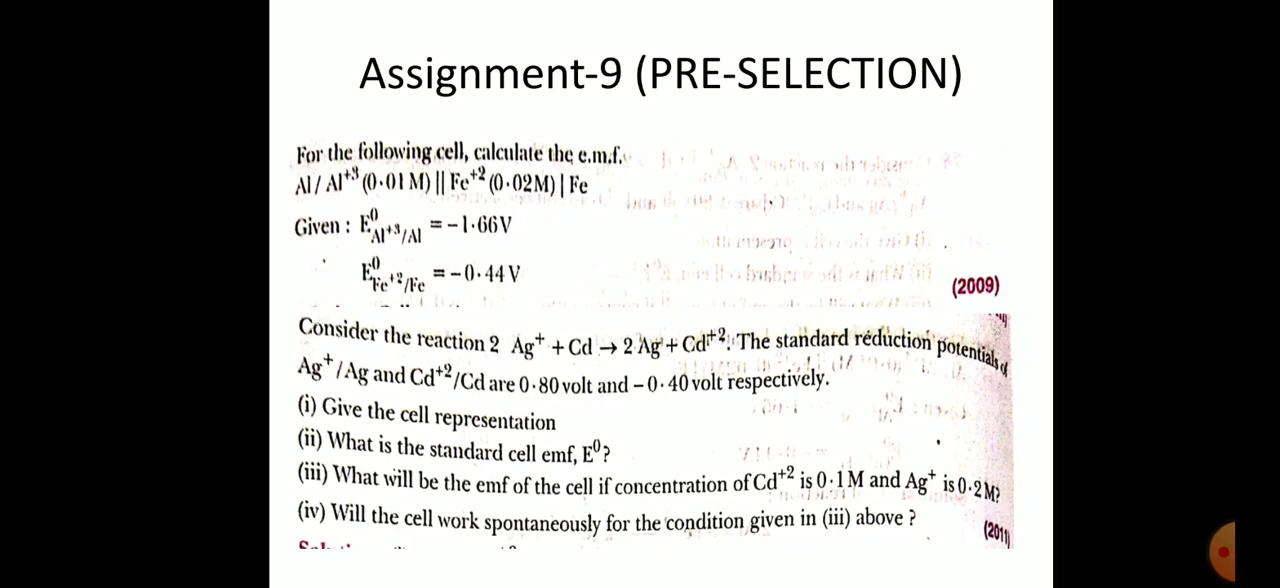 Assignment-9 (PRE-SELECTION)
For the following cell, calculate the e.m.f.
Al / Al⁺³ (0·01 M) || Fe⁺² (0·02M) | Fe
Given : E⁰Al⁺³/Al = −1·66V
E⁰Fe⁺²/Fe = −0·44 V
(2009)
Consider the reaction 2 Ag⁺ + Cd → 2 Ag + Cd⁺². The standard reduction potentials of
Ag⁺/Ag and Cd⁺²/Cd are 0·80 volt and −0·40 volt respectively.
(i) Give the cell representation
(ii) What is the standard cell emf, E⁰?
(iii) What will be the emf of the cell if concentration of Cd⁺² is 0·1 M and Ag⁺ is 0·2 M?
(iv) Will the cell work spontaneously for the condition given in (iii) above ?
(2011)